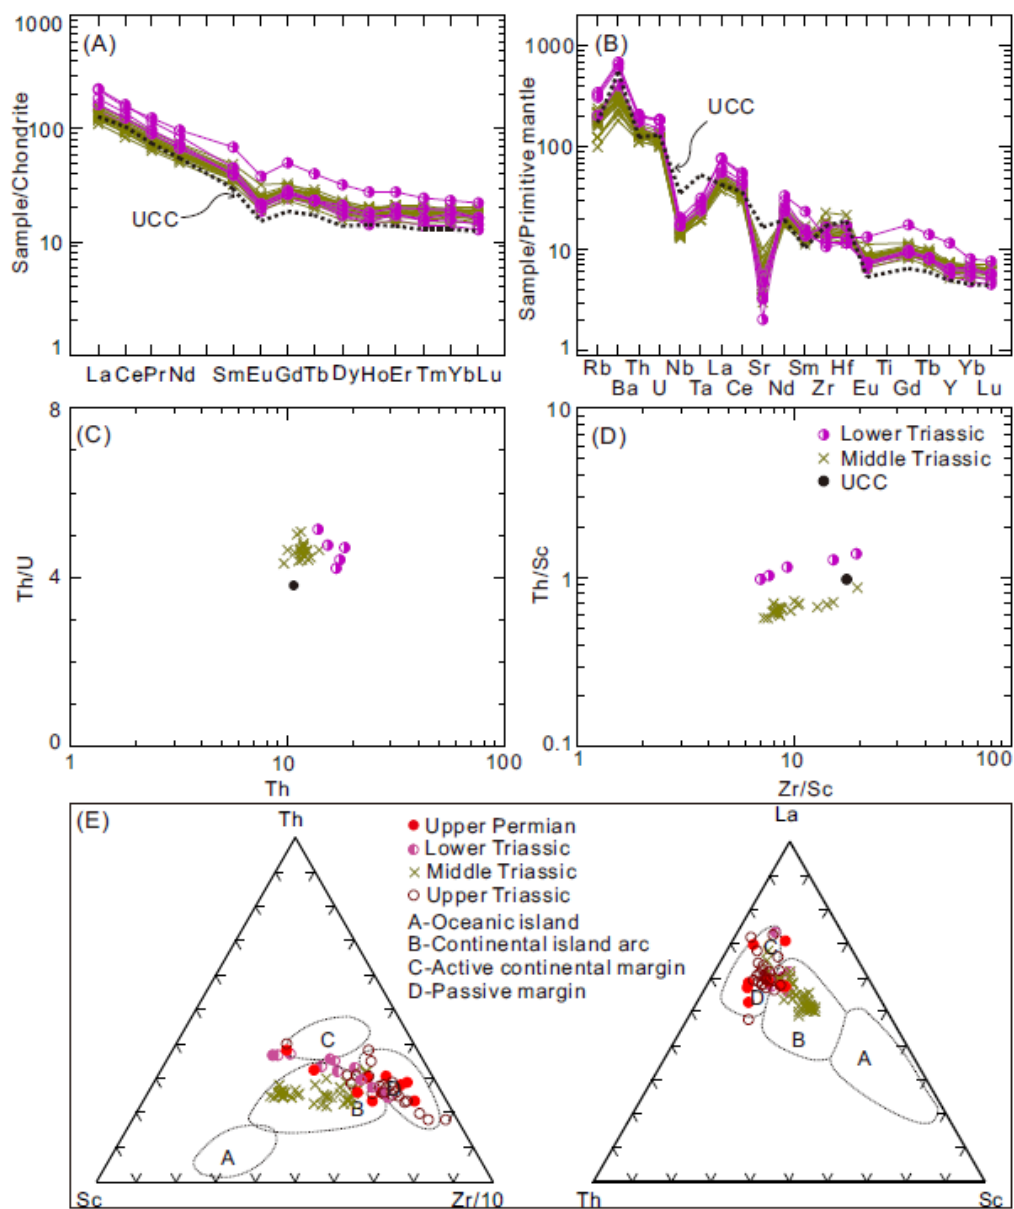 (A)
1000
100
10
1
Sample/Chondrite
UCC
La Ce Pr Nd Sm Eu Gd Tb Dy Ho Er Tm Yb Lu
(B)
1000
100
10
1
Sample/Primitive mantle
UCC
Rb Th Nb La Sr Sm Hf Ti Tb Yb
Ba U Ta Ce Nd Zr Eu Gd Y Lu
(C)
8
4
0
Th/U
1 10 100
Th
(D)
10
1
0.1
Th/Sc
Lower Triassic
Middle Triassic
UCC
1 10 100
Zr/Sc
(E)
Th
Sc
Zr/10
C
D
B
A
Upper Permian
Lower Triassic
Middle Triassic
Upper Triassic
A-Oceanic island
B-Continental island arc
C-Active continental margin
D-Passive margin
La
C
D
B
A
Th
Sc